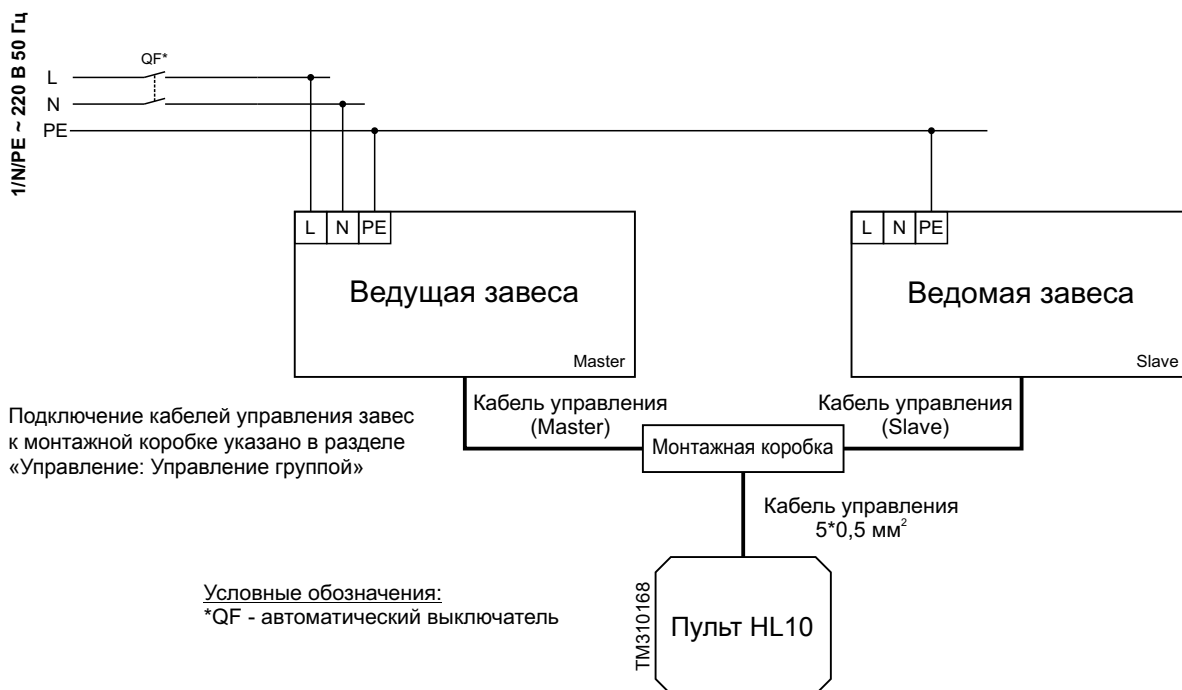 1/N/PE ~ 220 В 50 Гц
QF*
L
N
PE
L N PE
Ведущая завеса
Master
L N PE
Ведомая завеса
Slave
Подключение кабелей управления завес
к монтажной коробке указано в разделе
«Управление: Управление группой»
Кабель управления
(Master)
Кабель управления
(Slave)
Монтажная коробка
Кабель управления
5*0,5 мм²
Условные обозначения:
*QF - автоматический выключатель
TM310168
Пульт HL10